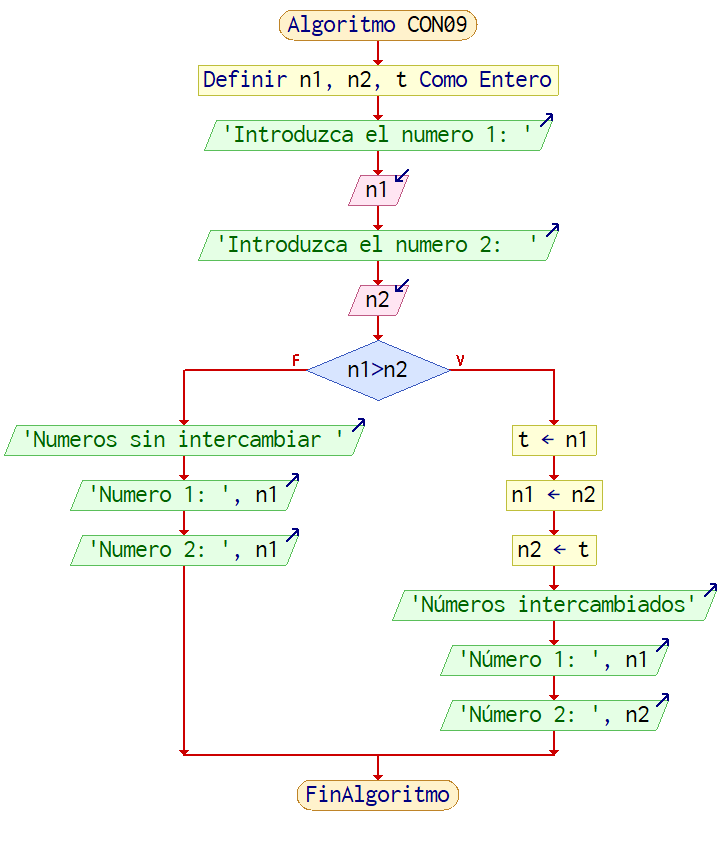 Algoritmo CON09
Definir n1, n2, t Como Entero
'Introduzca el numero 1: '
n1
'Introduzca el numero 2:  '
n2
n1>n2
F
V
'Numeros sin intercambiar '
'Numero 1: ', n1
'Numero 2: ', n1
t ← n1
n1 ← n2
n2 ← t
'Números intercambiados'
'Número 1: ', n1
'Número 2: ', n2
FinAlgoritmo